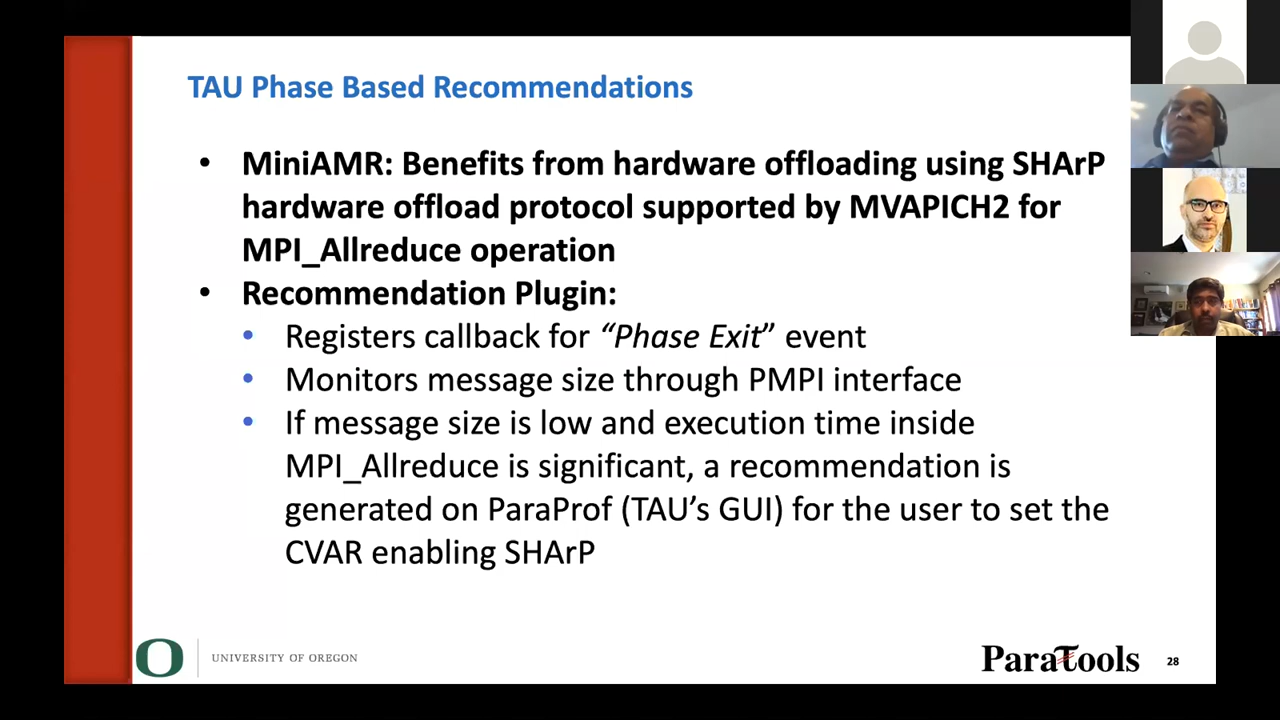 TAU Phase Based Recommendations
• MiniAMR: Benefits from hardware offloading using SHArP
hardware offload protocol supported by MVAPICH2 for
MPI_Allreduce operation
• Recommendation Plugin:
• Registers callback for “Phase Exit” event
• Monitors message size through PMPI interface
• If message size is low and execution time inside
MPI_Allreduce is significant, a recommendation is
generated on ParaProf (TAU’s GUI) for the user to set the
CVAR enabling SHArP
O UNIVERSITY OF OREGON
ParaTools 28